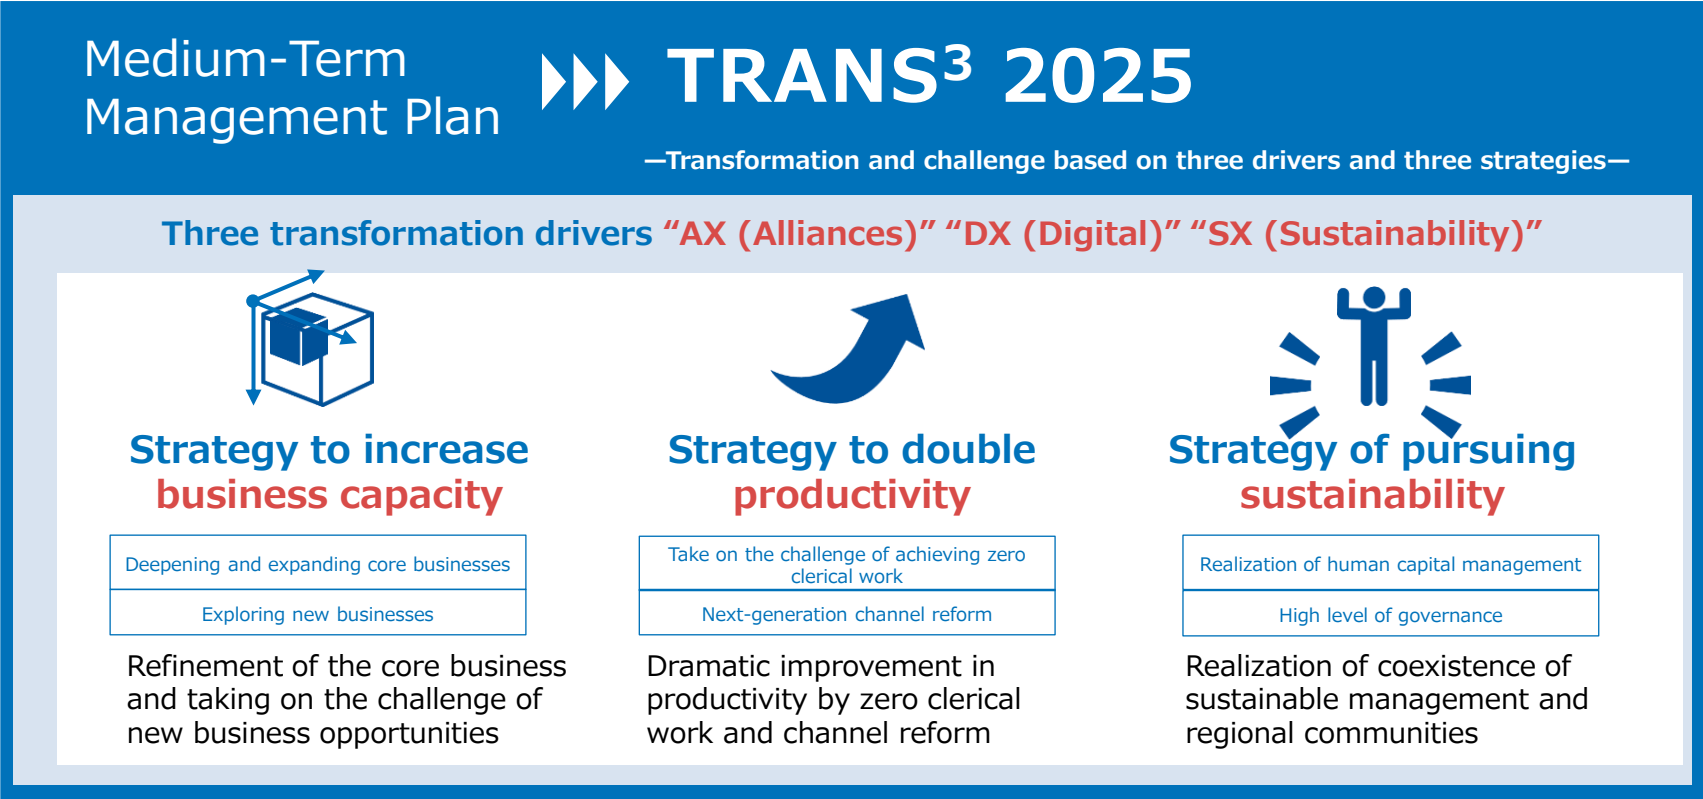 Medium-Term
Management Plan
TRANS³ 2025
—Transformation and challenge based on three drivers and three strategies—
Three transformation drivers “AX (Alliances)” “DX (Digital)” “SX (Sustainability)”
Strategy to increase
business capacity
Deepening and expanding core businesses
Exploring new businesses
Refinement of the core business
and taking on the challenge of
new business opportunities
Strategy to double
productivity
Take on the challenge of achieving zero
clerical work
Next-generation channel reform
Dramatic improvement in
productivity by zero clerical
work and channel reform
Strategy of pursuing
sustainability
Realization of human capital management
High level of governance
Realization of coexistence of
sustainable management and
regional communities